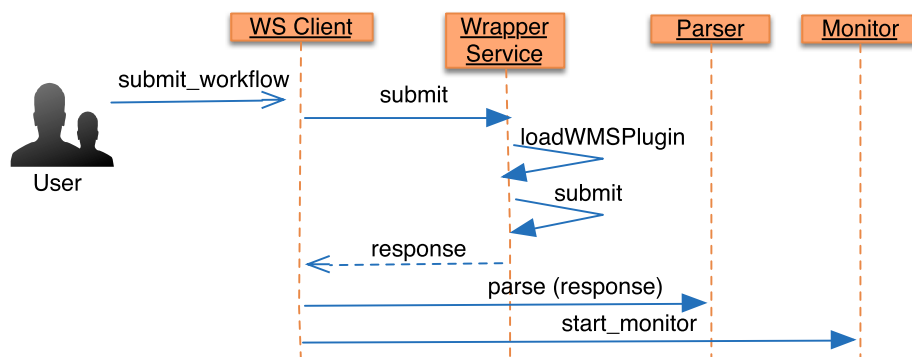 WS Client
Wrapper
Service
Parser
Monitor
submit_workflow
submit
loadWMSPlugin
User
submit
response
parse (response)
start_monitor